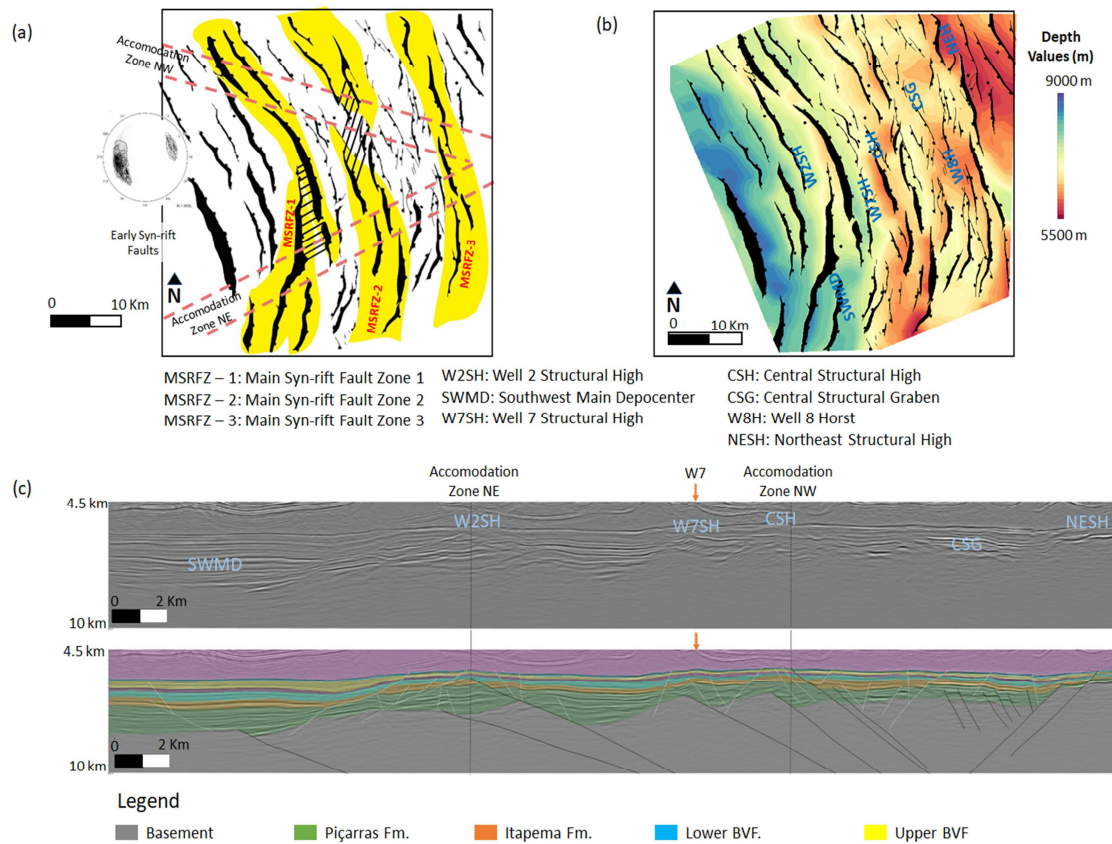 (a)
Accomodation
Zone NW
Early Syn-rift
Faults
MSRFZ-1
MSRFZ-2
MSRFZ-3
N
0
10 Km
Accomodation
Zone NE
(b)
NEH
CSG
W2SH
CSH
W8H
W7SH
SWMD
N
0
10 Km
Depth
Values (m)
9000 m
5500 m
MSRFZ – 1: Main Syn-rift Fault Zone 1
MSRFZ – 2: Main Syn-rift Fault Zone 2
MSRFZ – 3: Main Syn-rift Fault Zone 3
W2SH: Well 2 Structural High
SWMD: Southwest Main Depocenter
W7SH: Well 7 Structural High
CSH: Central Structural High
CSG: Central Structural Graben
W8H: Well 8 Horst
NESH: Northeast Structural High
(c)
Accomodation
Zone NE
W7
Accomodation
Zone NW
4.5 km
W2SH
W7SH
CSH
NESH
CSG
SWMD
0
2 Km
10 km
4.5 km
0
2 Km
10 km
Legend
Basement
Piçarras Fm.
Itapema Fm.
Lower BVF.
Upper BVF